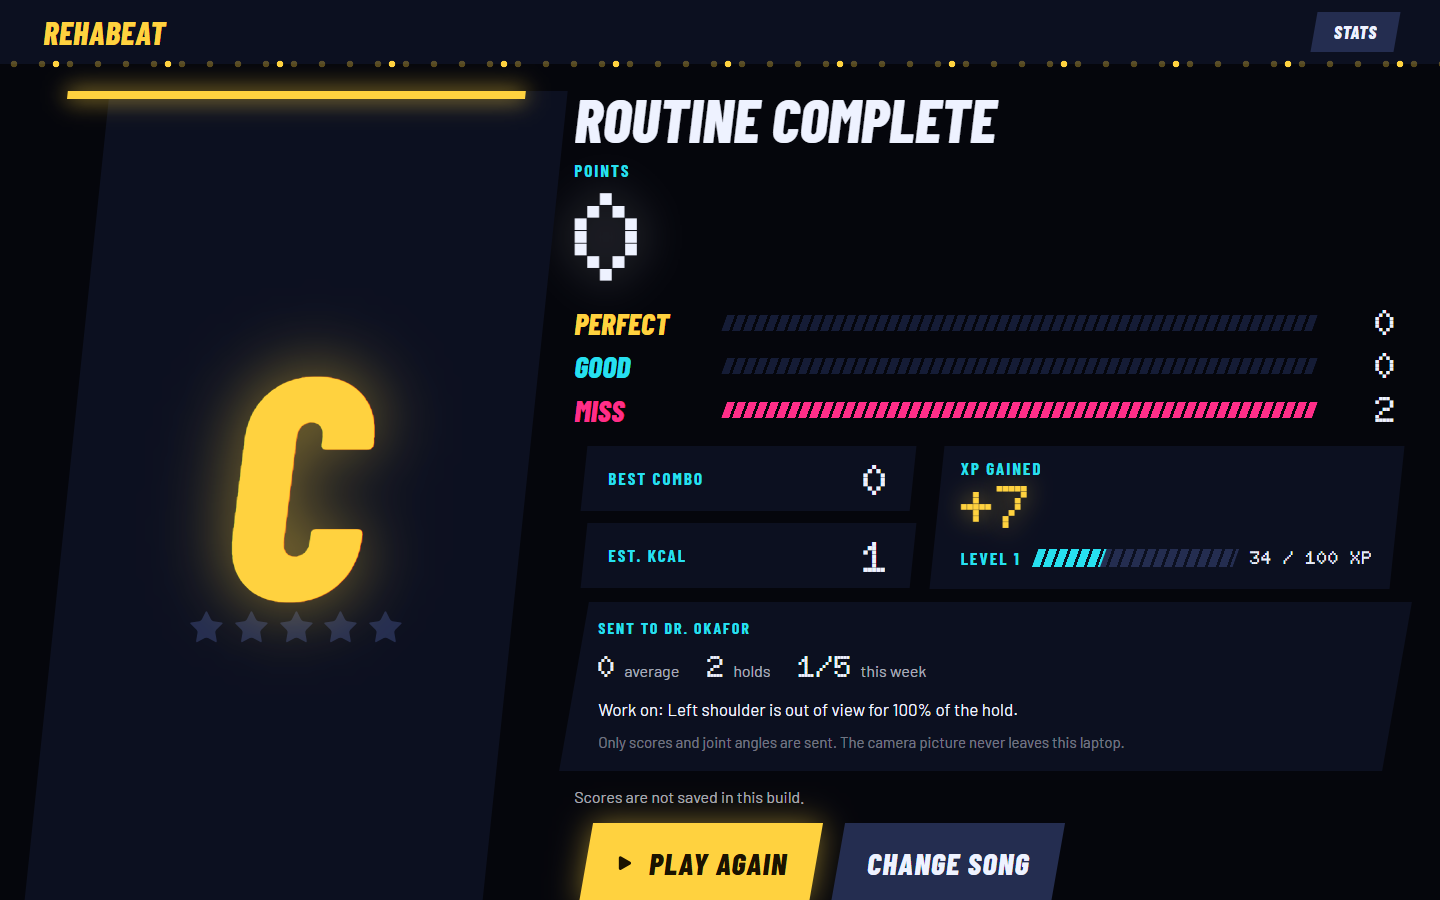 REHABEAT
STATS
ROUTINE COMPLETE
POINTS
0
PERFECT 0
GOOD 0
MISS 2
C
BEST COMBO 0
EST. KCAL 1
XP GAINED
+7
LEVEL 1 34 / 100 XP
SENT TO DR. OKAFOR
0 average 2 holds 1/5 this week
Work on: Left shoulder is out of view for 100% of the hold.
Only scores and joint angles are sent. The camera picture never leaves this laptop.
Scores are not saved in this build.
PLAY AGAIN
CHANGE SONG